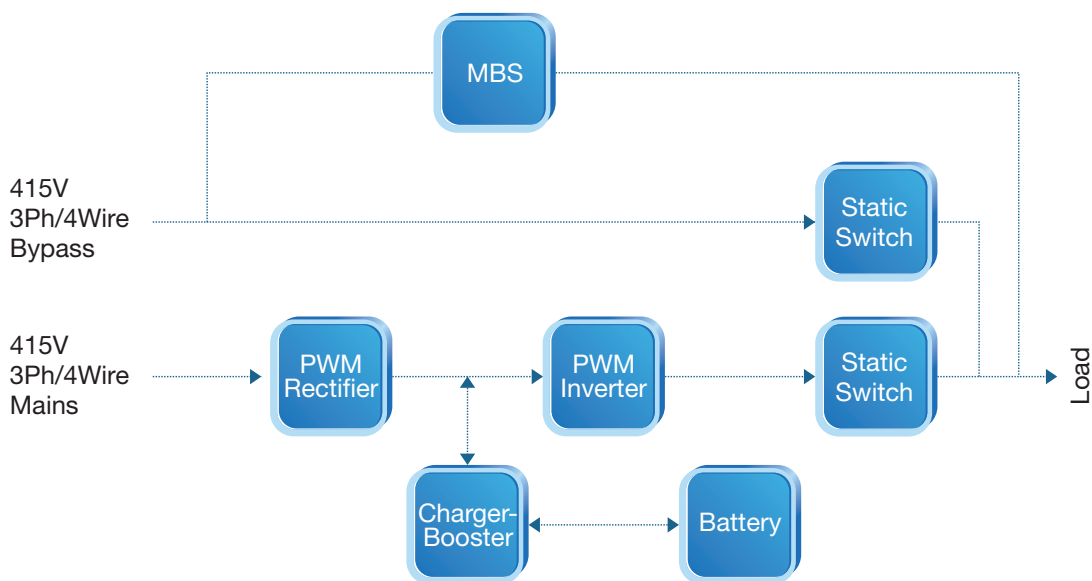 MBS
415V
3Ph/4Wire
Bypass
Static
Switch
415V
3Ph/4Wire
Mains
PWM
Rectifier
PWM
Inverter
Static
Switch
Load
Charger-
Booster
Battery